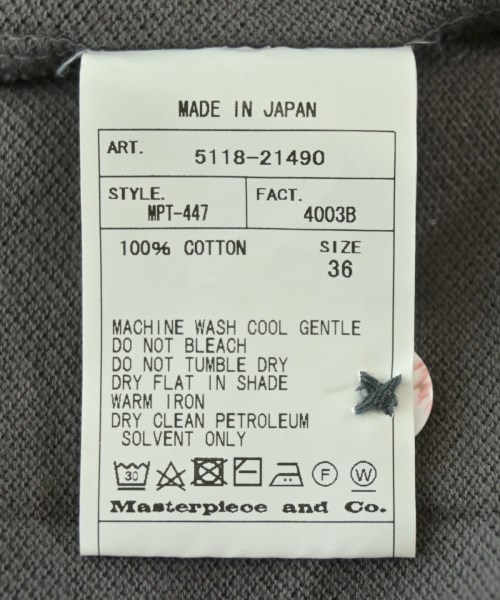 MADE IN JAPAN
ART. 5118-21490
STYLE. FACT.
MPT-447 4003B
100% COTTON SIZE
36
MACHINE WASH COOL GENTLE
DO NOT BLEACH
DO NOT TUMBLE DRY
DRY FLAT IN SHADE
WARM IRON
DRY CLEAN PETROLEUM
SOLVENT ONLY
30 F W
Masterpiece and Co.